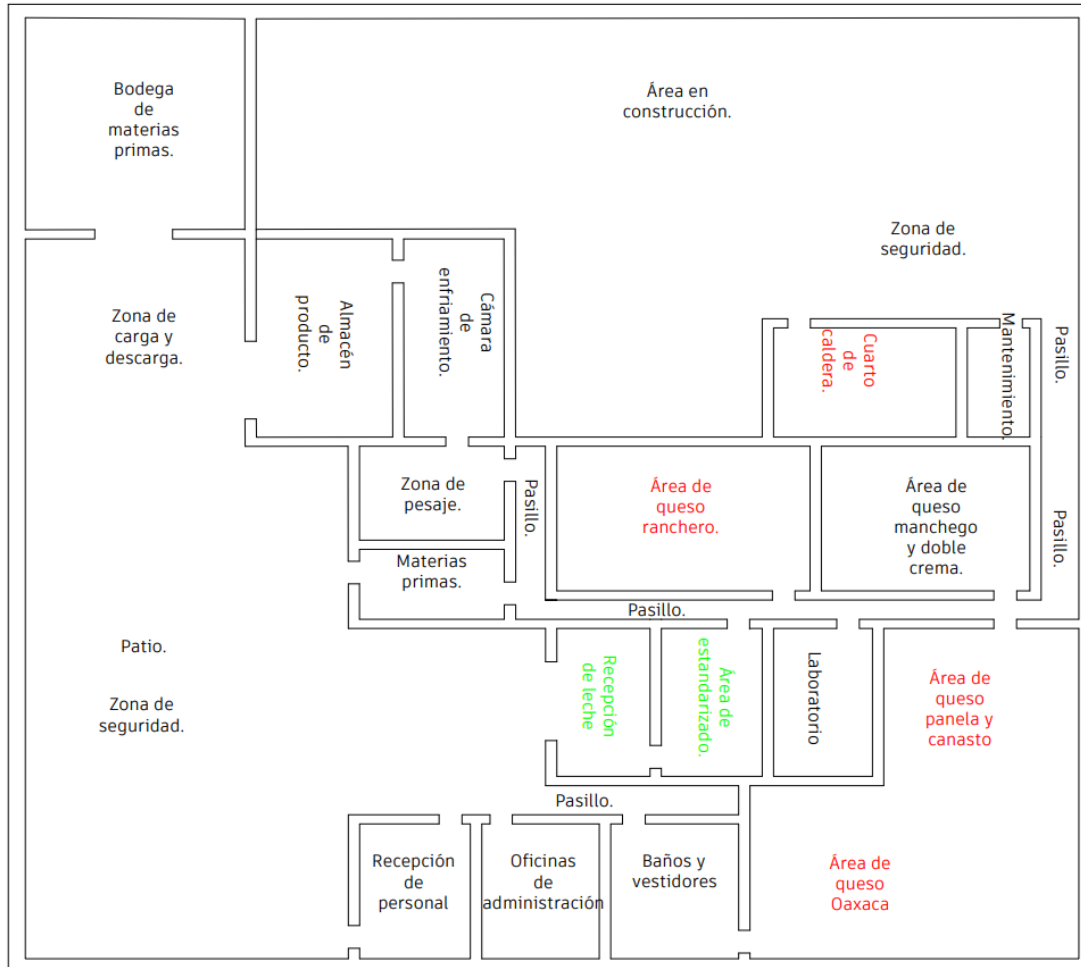 Bodega
de
materias
primas.
Área en
construcción.
Zona de
seguridad.
Zona de
carga y
descarga.
Almacén
de
producto.
Cámara
de
enfriamiento.
Cuarto
de
caldera.
Mantenimiento.
Pasillo.
Zona de
pesaje.
Pasillo.
Área de
queso
ranchero.
Área de
queso
manchego
y doble
crema.
Pasillo.
Materias
primas.
Pasillo.
Patio.
Zona de
seguridad.
Recepción
de leche
Área de
estandarizado.
Laboratorio
Área de
queso
panela y
canasto
Pasillo.
Recepción
de
personal
Oficinas
de
administración
Baños y
vestidores
Área de
queso
Oaxaca